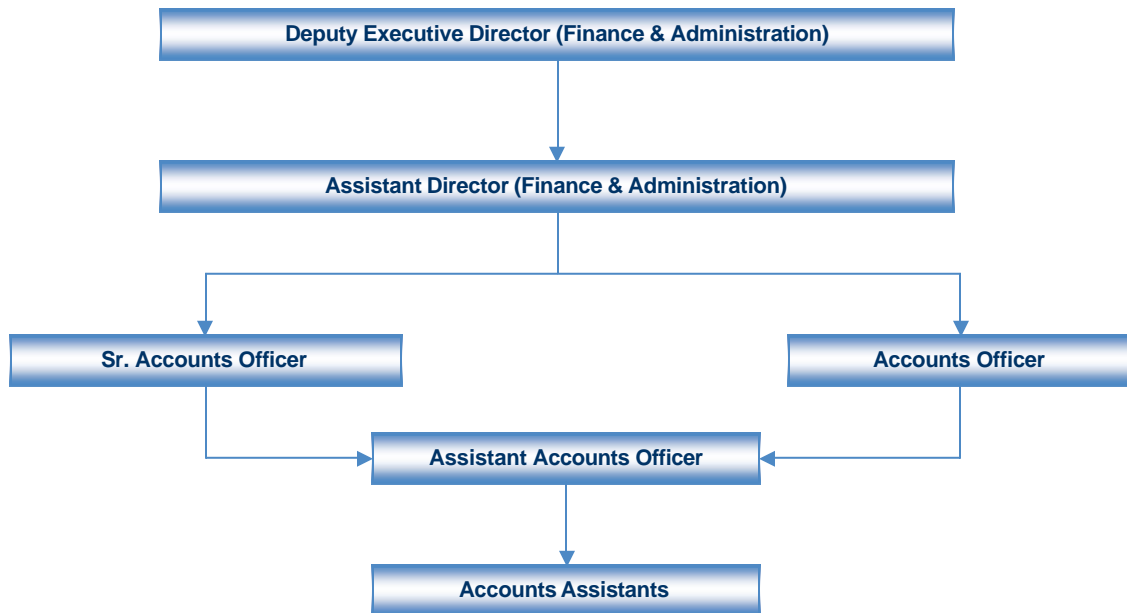 Deputy Executive Director (Finance & Administration)
Assistant Director (Finance & Administration)
Sr. Accounts Officer
Accounts Officer
Assistant Accounts Officer
Accounts Assistants